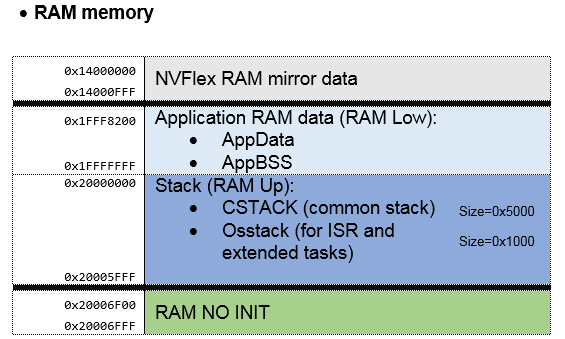 • RAM memory
0x14000000
0x14000FFF
NVFlex RAM mirror data
0x1FFF8200
0x1FFFFFFF
Application RAM data (RAM Low):
• AppData
• AppBSS
0x20000000
0x20005FFF
Stack (RAM Up):
• CSTACK (common stack) Size=0x5000
• Osstack (for ISR and Size=0x1000
extended tasks)
0x20006F00
0x20006FFF
RAM NO INIT